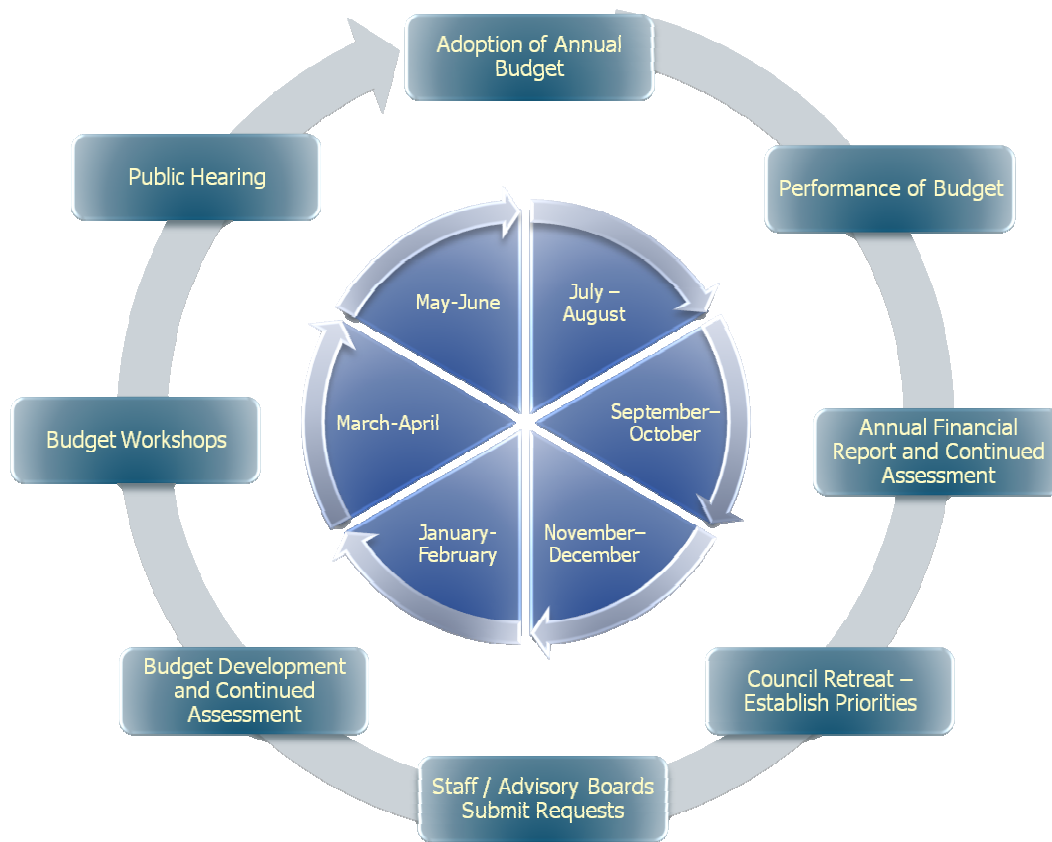 Adoption of Annual
Budget
Performance of Budget
Annual Financial
Report and Continued
Assessment
Council Retreat –
Establish Priorities
Staff / Advisory Boards
Submit Requests
Budget Development
and Continued
Assessment
Budget Workshops
Public Hearing
July –
August
September–
October
November–
December
January-
February
March-April
May-June